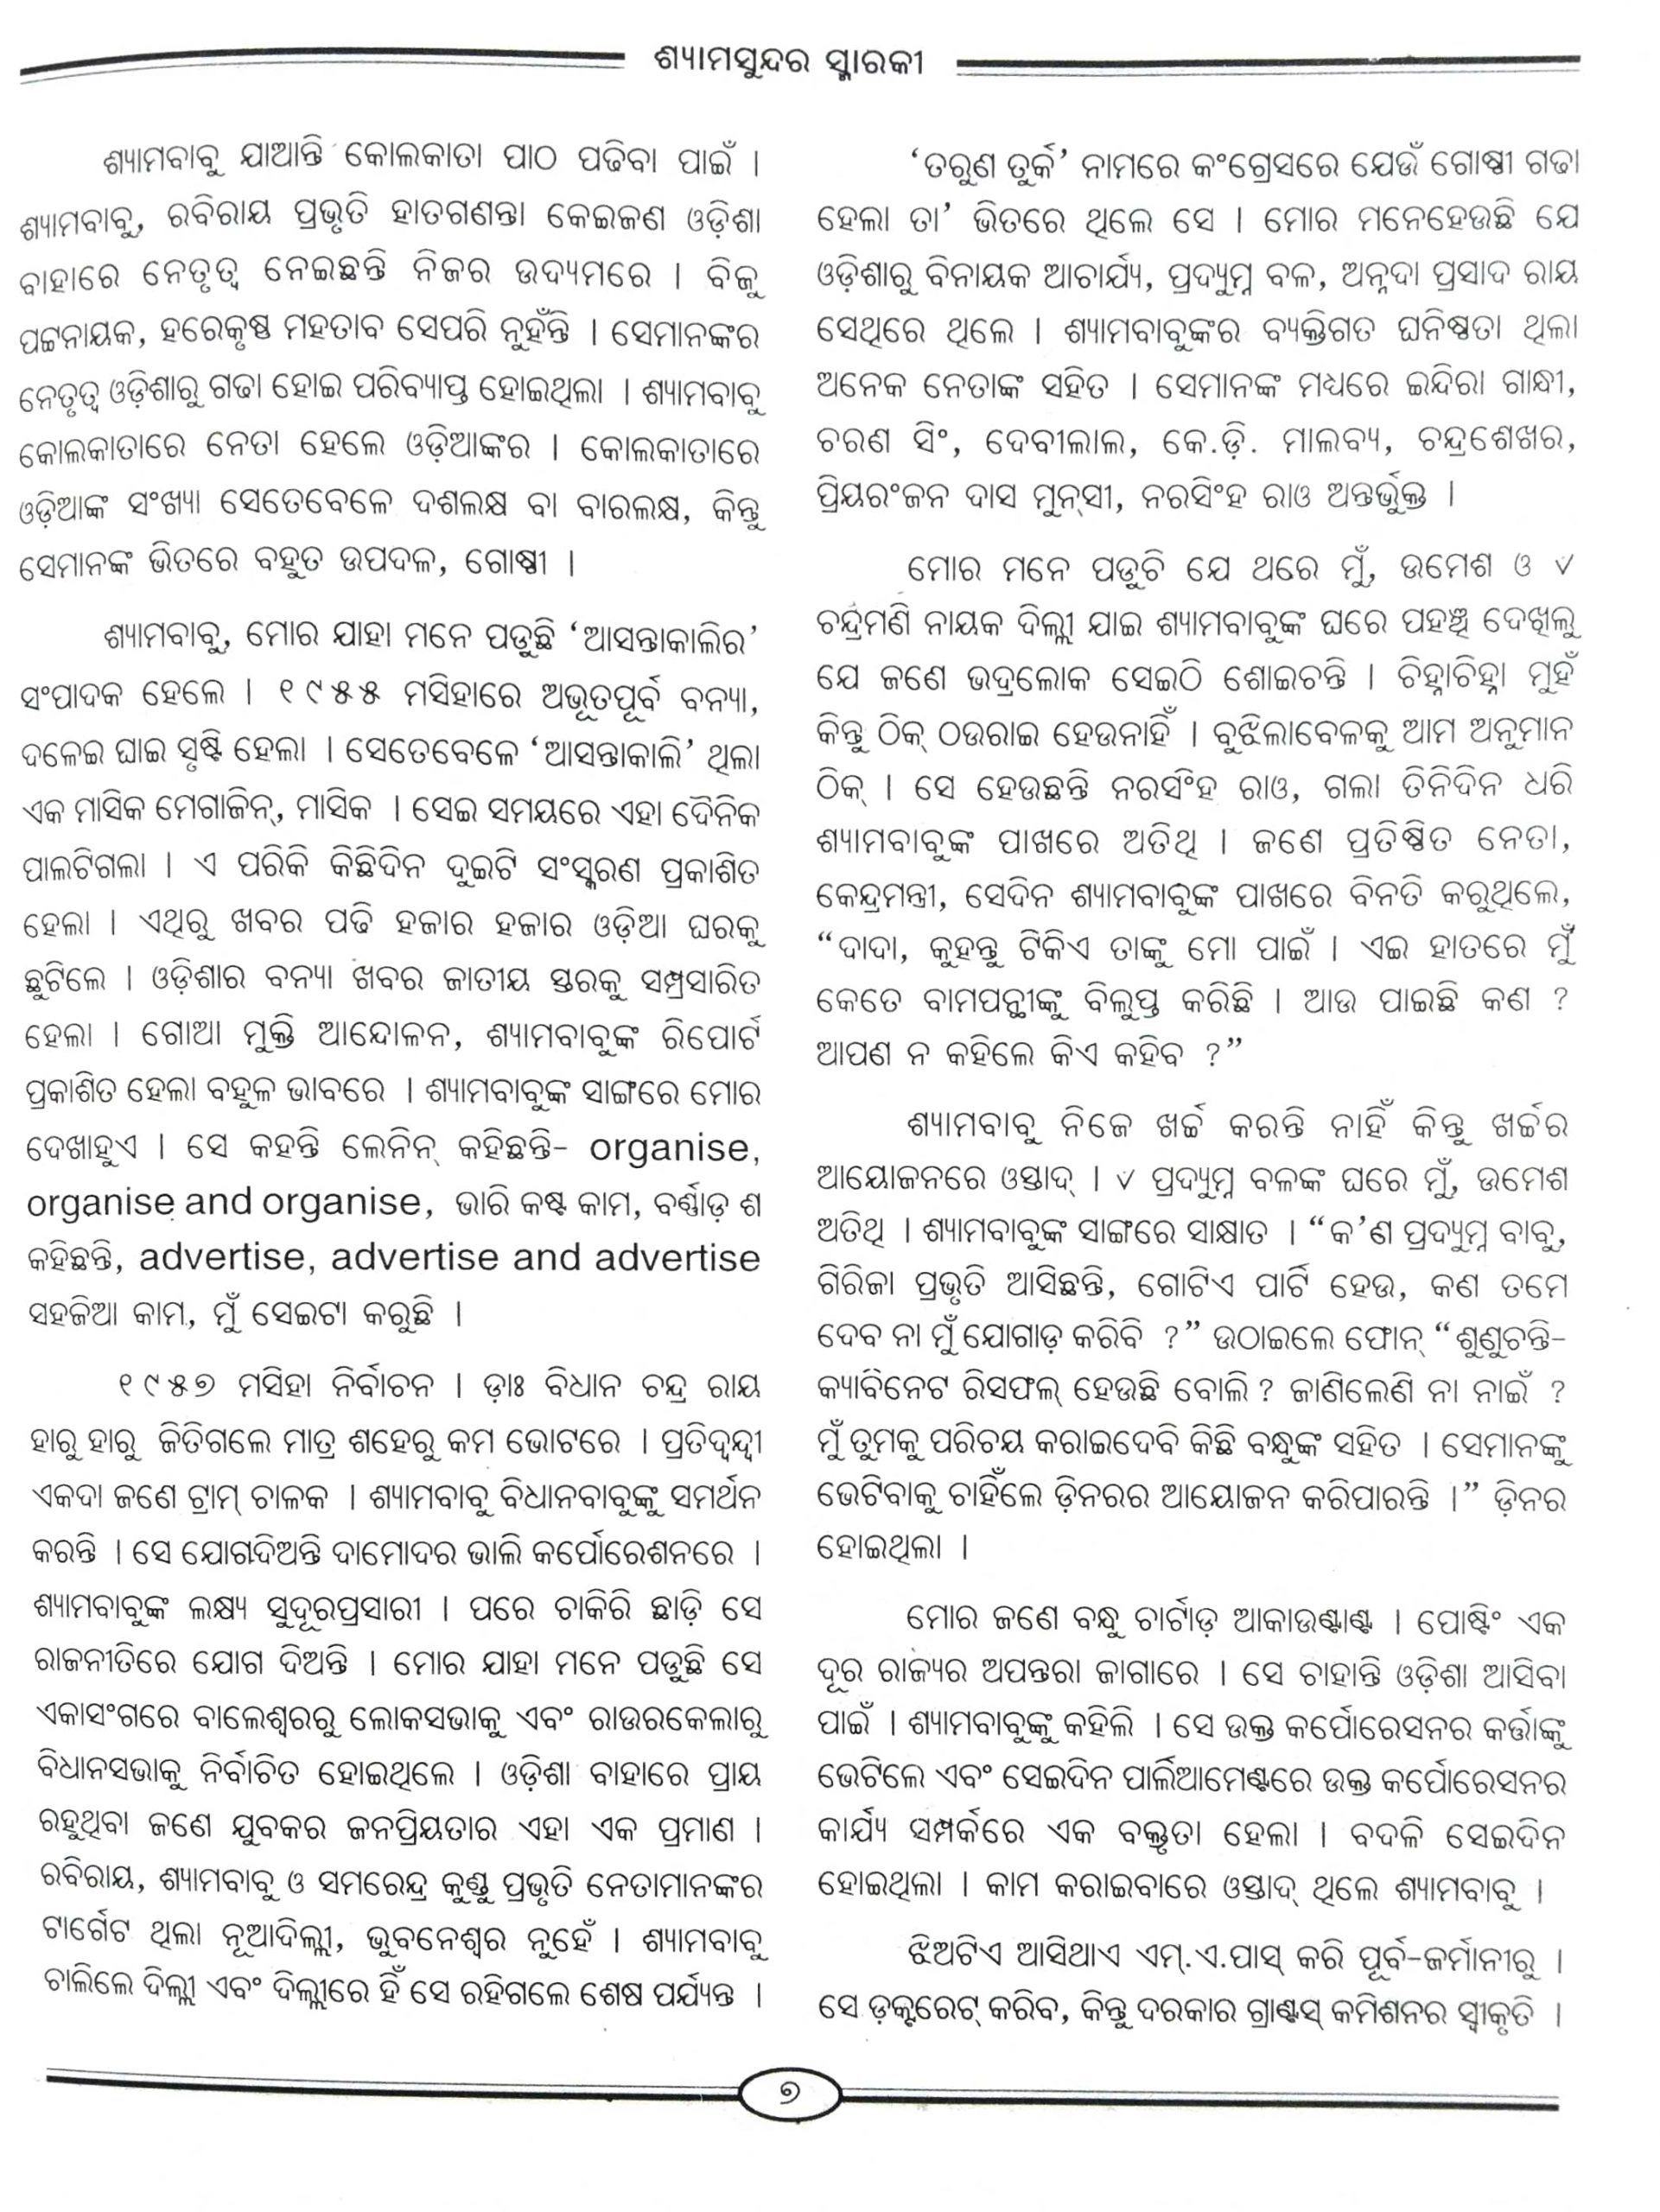 ଶ୍ୟାମସୁନ୍ଦର ସ୍ମାରକୀ
ଶ୍ୟାମବାବୁ ଯାଆନ୍ତି କୋଲକାତା ପାଠ ପଢିବା ପାଇଁ ।
ଶ୍ୟାମବାବୁ, ରବିରାୟ ପ୍ରଭୃତି ହାତଗଣନ୍ତା କେଇଜଣ ଓଡ଼ିଶା
ବାହାରେ ନେତୃତ୍ୱ ନେଇଛନ୍ତି ନିଜର ଉଦ୍ୟମରେ । ବିଜୁ
ପଟ୍ଟନାୟକ, ହରେକୃଷ୍ଣ ମହତାବ ସେପରି ନୁହଁନ୍ତି । ସେମାନଙ୍କର
ନେତୃତ୍ୱ ଓଡ଼ିଶାରୁ ଗଢା ହୋଇ ପରିବ୍ୟାପ୍ତ ହୋଇଥିଲା । ଶ୍ୟାମବାବୁ
କୋଲକାତାରେ ନେତା ହେଲେ ଓଡ଼ିଆଙ୍କର । କୋଲକାତାରେ
ଓଡ଼ିଆଙ୍କ ସଂଖ୍ୟା ସେତେବେଳେ ଦଶଲକ୍ଷ ବା ବାରଲକ୍ଷ, କିନ୍ତୁ
ସେମାନଙ୍କ ଭିତରେ ବହୁତ ଉପଦଳ, ଗୋଷ୍ଠୀ ।
ଶ୍ୟାମବାବୁ, ମୋର ଯାହା ମନେ ପଡୁଛି ‘ଆସନ୍ତାକାଲିର’
ସଂପାଦକ ହେଲେ । ୧୯୫୫ ମସିହାରେ ଅଭୂତପୂର୍ବ ବନ୍ୟା,
ଦଳେଇ ଘାଇ ସୃଷ୍ଟି ହେଲା । ସେତେବେଳେ ‘ଆସନ୍ତାକାଲି’ ଥିଲା
ଏକ ମାସିକ ମେଗାଜିନ୍, ମାସିକ । ସେଇ ସମୟରେ ଏହା ଦୈନିକ
ପାଲଟିଗଲା । ଏ ପରିକି କିଛିଦିନ ଦୁଇଟି ସଂସ୍କରଣ ପ୍ରକାଶିତ
ହେଲା । ଏଥିରୁ ଖବର ପଢି ହଜାର ହଜାର ଓଡ଼ିଆ ଘରକୁ
ଛୁଟିଲେ । ଓଡ଼ିଶାର ବନ୍ୟା ଖବର ଜାତୀୟ ସ୍ତରକୁ ସମ୍ପ୍ରସାରିତ
ହେଲା । ଗୋଆ ମୁକ୍ତି ଆନ୍ଦୋଳନ, ଶ୍ୟାମବାବୁଙ୍କ ରିପୋର୍ଟ
ପ୍ରକାଶିତ ହେଲା ବହୁଳ ଭାବରେ । ଶ୍ୟାମବାବୁଙ୍କ ସାଙ୍ଗରେ ମୋର
ଦେଖାହୁଏ । ସେ କହନ୍ତି ଲେନିନ୍ କହିଛନ୍ତି- organise,
organise and organise, ଭାରି କଷ୍ଟ କାମ, ବର୍ଣ୍ଣାଡ଼ ଶ
କହିଛନ୍ତି, advertise, advertise and advertise
ସହଜିଆ କାମ, ମୁଁ ସେଇଟା କରୁଛି ।
୧୯୫୭ ମସିହା ନିର୍ବାଚନ । ଡ଼ାଃ ବିଧାନ ଚନ୍ଦ୍ର ରାୟ
ହାରୁ ହାରୁ ଜିତିଗଲେ ମାତ୍ର ଶହେରୁ କମ ଭୋଟରେ । ପ୍ରତିଦ୍ୱନ୍ଦ୍ୱୀ
ଏକଦା ଜଣେ ଟ୍ରାମ୍ ଚାଳକ । ଶ୍ୟାମବାବୁ ବିଧାନବାବୁଙ୍କୁ ସମର୍ଥନ
କରନ୍ତି । ସେ ଯୋଗଦିଅନ୍ତି ଦାମୋଦର ଭାଲି କର୍ପୋରେଶନରେ ।
ଶ୍ୟାମବାବୁଙ୍କ ଲକ୍ଷ୍ୟ ସୁଦୂରପ୍ରସାରୀ । ପରେ ଚାକିରି ଛାଡ଼ି ସେ
ରାଜନୀତିରେ ଯୋଗ ଦିଅନ୍ତି । ମୋର ଯାହା ମନେ ପଡୁଛି ସେ
ଏକାସଂଗରେ ବାଲେଶ୍ୱରରୁ ଲୋକସଭାକୁ ଏବଂ ରାଉରକେଲାରୁ
ବିଧାନସଭାକୁ ନିର୍ବାଚିତ ହୋଇଥିଲେ । ଓଡ଼ିଶା ବାହାରେ ପ୍ରାୟ
ରହୁଥିବା ଜଣେ ଯୁବକର ଜନପ୍ରିୟତାର ଏହା ଏକ ପ୍ରମାଣ ।
ରବିରାୟ, ଶ୍ୟାମବାବୁ ଓ ସମରେନ୍ଦ୍ର କୁଣ୍ଡୁ ପ୍ରଭୃତି ନେତାମାନଙ୍କର
ଟାର୍ଗେଟ ଥିଲା ନୂଆଦିଲ୍ଲୀ, ଭୁବନେଶ୍ୱର ନୁହେଁ । ଶ୍ୟାମବାବୁ
ଚାଲିଲେ ଦିଲ୍ଲୀ ଏବଂ ଦିଲ୍ଲୀରେ ହିଁ ସେ ରହିଗଲେ ଶେଷ ପର୍ଯ୍ୟନ୍ତ ।
‘ତରୁଣ ତୁର୍କ’ ନାମରେ କଂଗ୍ରେସରେ ଯେଉଁ ଗୋଷ୍ଠୀ ଗଢା
ହେଲା ତା’ ଭିତରେ ଥିଲେ ସେ । ମୋର ମନେହେଉଛି ଯେ
ଓଡ଼ିଶାରୁ ବିନାୟକ ଆଚାର୍ଯ୍ୟ, ପ୍ରଦ୍ୟୁମ୍ନ ବଳ, ଅନ୍ନଦା ପ୍ରସାଦ ରାୟ
ସେଥିରେ ଥିଲେ । ଶ୍ୟାମବାବୁଙ୍କର ବ୍ୟକ୍ତିଗତ ଘନିଷ୍ଠତା ଥିଲା
ଅନେକ ନେତାଙ୍କ ସହିତ । ସେମାନଙ୍କ ମଧ୍ୟରେ ଇନ୍ଦିରା ଗାନ୍ଧୀ,
ଚରଣ ସିଂ, ଦେବୀଲାଲ, କେ.ଡ଼ି. ମାଲବ୍ୟ, ଚନ୍ଦ୍ରଶେଖର,
ପ୍ରିୟରଂଜନ ଦାସ ମୁନ୍‌ସୀ, ନରସିଂହ ରାଓ ଅନ୍ତର୍ଭୁକ୍ତ ।
ମୋର ମନେ ପଡୁଚି ଯେ ଥରେ ମୁଁ, ଉମେଶ ଓ ୰
ଚନ୍ଦ୍ରମଣି ନାୟକ ଦିଲ୍ଲୀ ଯାଇ ଶ୍ୟାମବାବୁଙ୍କ ଘରେ ପହଞ୍ଚି ଦେଖିଲୁ
ଯେ ଜଣେ ଭଦ୍ରଲୋକ ସେଇଠି ଶୋଇଚନ୍ତି । ଚିହ୍ନାଚିହ୍ନା ମୁହଁ
କିନ୍ତୁ ଠିକ୍ ଠଉରାଇ ହେଉନାହିଁ । ବୁଝିଲାବେଳକୁ ଆମ ଅନୁମାନ
ଠିକ୍ । ସେ ହେଉଛନ୍ତି ନରସିଂହ ରାଓ, ଗଲା ତିନିଦିନ ଧରି
ଶ୍ୟାମବାବୁଙ୍କ ପାଖରେ ଅତିଥି । ଜଣେ ପ୍ରତିଷ୍ଠିତ ନେତା,
କେନ୍ଦ୍ରମନ୍ତ୍ରୀ, ସେଦିନ ଶ୍ୟାମବାବୁଙ୍କ ପାଖରେ ବିନତି କରୁଥିଲେ,
“ଦାଦା, କୁହନ୍ତୁ ଟିକିଏ ତାଙ୍କୁ ମୋ ପାଇଁ । ଏଇ ହାତରେ ମୁଁ
କେତେ ବାମପନ୍ଥୀଙ୍କୁ ବିଲୁପ୍ତ କରିଛି । ଆଉ ପାଇଛି କଣ ?
ଆପଣ ନ କହିଲେ କିଏ କହିବ ?”
ଶ୍ୟାମବାବୁ ନିଜେ ଖର୍ଚ୍ଚ କରନ୍ତି ନାହିଁ କିନ୍ତୁ ଖର୍ଚ୍ଚର
ଆୟୋଜନରେ ଓସ୍ତାଦ୍ । ୰ ପ୍ରଦ୍ୟୁମ୍ନ ବଳଙ୍କ ଘରେ ମୁଁ, ଉମେଶ
ଅତିଥି । ଶ୍ୟାମବାବୁଙ୍କ ସାଙ୍ଗରେ ସାକ୍ଷାତ । “କ’ଣ ପ୍ରଦ୍ୟୁମ୍ନ ବାବୁ,
ଗିରିଜା ପ୍ରଭୃତି ଆସିଛନ୍ତି, ଗୋଟିଏ ପାର୍ଟି ହେଉ, କଣ ତମେ
ଦେବ ନା ମୁଁ ଯୋଗାଡ଼ କରିବି ?” ଉଠାଇଲେ ଫୋନ୍ “ଶୁଣୁଚନ୍ତି-
କ୍ୟାବିନେଟ ରିସଫଲ୍ ହେଉଛି ବୋଲି ? ଜାଣିଲେଣି ନା ନାଇଁ ?
ମୁଁ ତୁମକୁ ପରିଚୟ କରାଇଦେବି କିଛି ବନ୍ଧୁଙ୍କ ସହିତ । ସେମାନଙ୍କୁ
ଭେଟିବାକୁ ଚାହିଁଲେ ଡ଼ିନରର ଆୟୋଜନ କରିପାରନ୍ତି ।” ଡ଼ିନର
ହୋଇଥିଲା ।
ମୋର ଜଣେ ବନ୍ଧୁ ଚାର୍ଟାଡ଼ ଆକାଉଣ୍ଟାଣ୍ଟ । ପୋଷ୍ଟିଂ ଏକ
ଦୂର ରାଜ୍ୟର ଅପନ୍ତରା ଜାଗାରେ । ସେ ଚାହାନ୍ତି ଓଡ଼ିଶା ଆସିବା
ପାଇଁ । ଶ୍ୟାମବାବୁଙ୍କୁ କହିଲି । ସେ ଉକ୍ତ କର୍ପୋରେସନର କର୍ତ୍ତାଙ୍କୁ
ଭେଟିଲେ ଏବଂ ସେଇଦିନ ପାର୍ଲିଆମେଣ୍ଟରେ ଉକ୍ତ କର୍ପୋରେସନର
କାର୍ଯ୍ୟ ସମ୍ପର୍କରେ ଏକ ବକ୍ତୃତା ହେଲା । ବଦଳି ସେଇଦିନ
ହୋଇଥିଲା । କାମ କରାଇବାରେ ଓସ୍ତାଦ୍ ଥିଲେ ଶ୍ୟାମବାବୁ ।
ଝିଅଟିଏ ଆସିଥାଏ ଏମ୍.ଏ.ପାସ୍ କରି ପୂର୍ବ-ଜର୍ମାନୀରୁ ।
ସେ ଡ଼କ୍ଟରେଟ୍ କରିବ, କିନ୍ତୁ ଦରକାର ଗ୍ରାଣ୍ଟସ୍ କମିଶନର ସ୍ୱୀକୃତି ।
୭